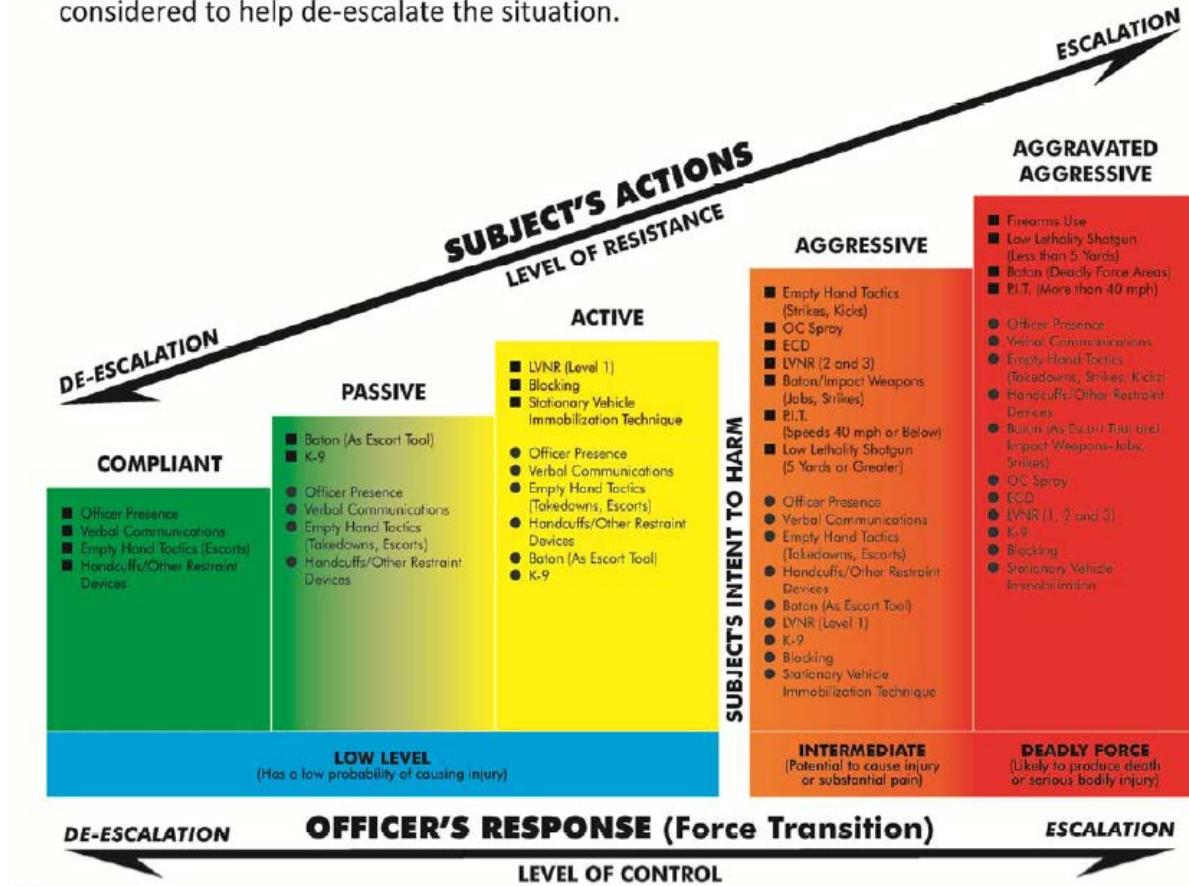 considered to help de-escalate the situation.
ESCALATION
SUBJECT'S ACTIONS
LEVEL OF RESISTANCE
DE-ESCALATION
COMPLIANT
■ Officer Presence
■ Verbal Communications
■ Empty Hand Tactics (Escorts)
■ Handcuffs/Other Restraint
Devices
PASSIVE
■ Baton (As Escort Tool)
■ K-9
● Officer Presence
● Verbal Communications
● Empty Hand Tactics
(Takedowns, Escorts)
● Handcuffs/Other Restraint
Devices
ACTIVE
■ LVNR (Level 1)
■ Blocking
■ Stationary Vehicle
Immobilization Technique
● Officer Presence
● Verbal Communications
● Empty Hand Tactics
(Takedowns, Escorts)
● Handcuffs/Other Restraint
Devices
● Baton (As Escort Tool)
● K-9
SUBJECT'S INTENT TO HARM
AGGRESSIVE
■ Empty Hand Tactics
(Strikes, Kicks)
■ OC Spray
■ ECD
■ LVNR (2 and 3)
■ Baton/Impact Weapons
(Jabs, Strikes)
■ P.I.T.
(Speeds 40 mph or Below)
■ Low Lethality Shotgun
(5 Yards or Greater)
● Officer Presence
● Verbal Communications
● Empty Hand Tactics
(Takedowns, Escorts)
● Handcuffs/Other Restraint
Devices
● Baton (As Escort Tool)
● LVNR (Level 1)
● K-9
● Blocking
● Stationary Vehicle
Immobilization Technique
AGGRAVATED
AGGRESSIVE
■ Firearms Use
■ Low Lethality Shotgun
(Less than 5 Yards)
■ Baton (Deadly Force Areas)
■ P.I.T. (More than 40 mph)
● Officer Presence
● Verbal Communications
● Empty Hand Tactics
(Takedowns, Strikes, Kicks)
● Handcuffs/Other Restraint
Devices
● Baton (As Escort Tool and
Impact Weapons-Jabs,
Strikes)
● OC Spray
● ECD
● LVNR (1, 2 and 3)
● K-9
● Blocking
● Stationary Vehicle
Immobilization
LOW LEVEL
(Has a low probability of causing injury)
INTERMEDIATE
(Potential to cause injury
or substantial pain)
DEADLY FORCE
(Likely to produce death
or serious bodily injury)
DE-ESCALATION
OFFICER'S RESPONSE (Force Transition)
ESCALATION
LEVEL OF CONTROL